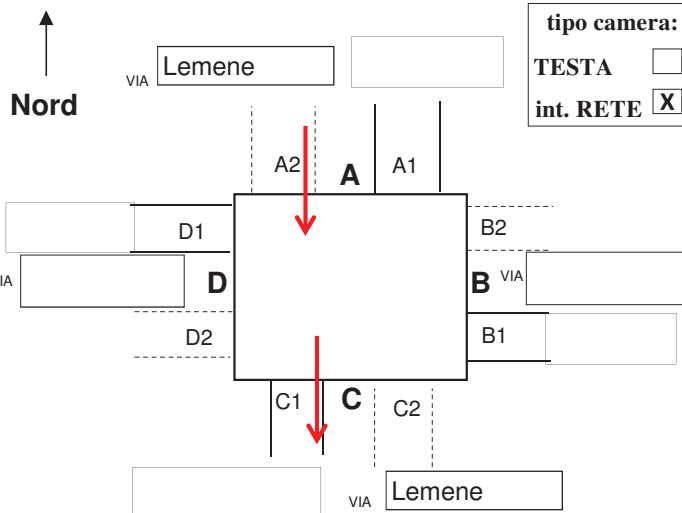 tipo camera:
VIA Lemene
TESTA
Nord
int. RETE X
A2
A
A1
D1
B2
VIA
D
B
VIA
D2
B1
C1
C
C2
VIA Lemene